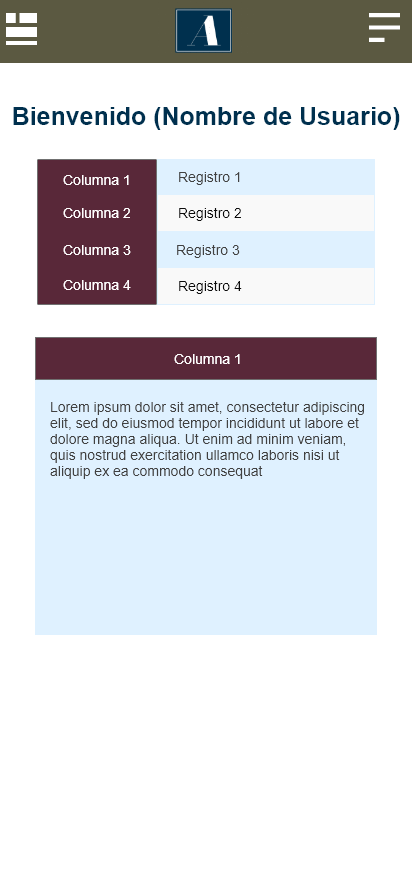 A
Bienvenido (Nombre de Usuario)
Columna 1 Registro 1
Columna 2 Registro 2
Columna 3 Registro 3
Columna 4 Registro 4
Columna 1
Lorem ipsum dolor sit amet, consectetur adipiscing
elit, sed do eiusmod tempor incididunt ut labore et
dolore magna aliqua. Ut enim ad minim veniam,
quis nostrud exercitation ullamco laboris nisi ut
aliquip ex ea commodo consequat